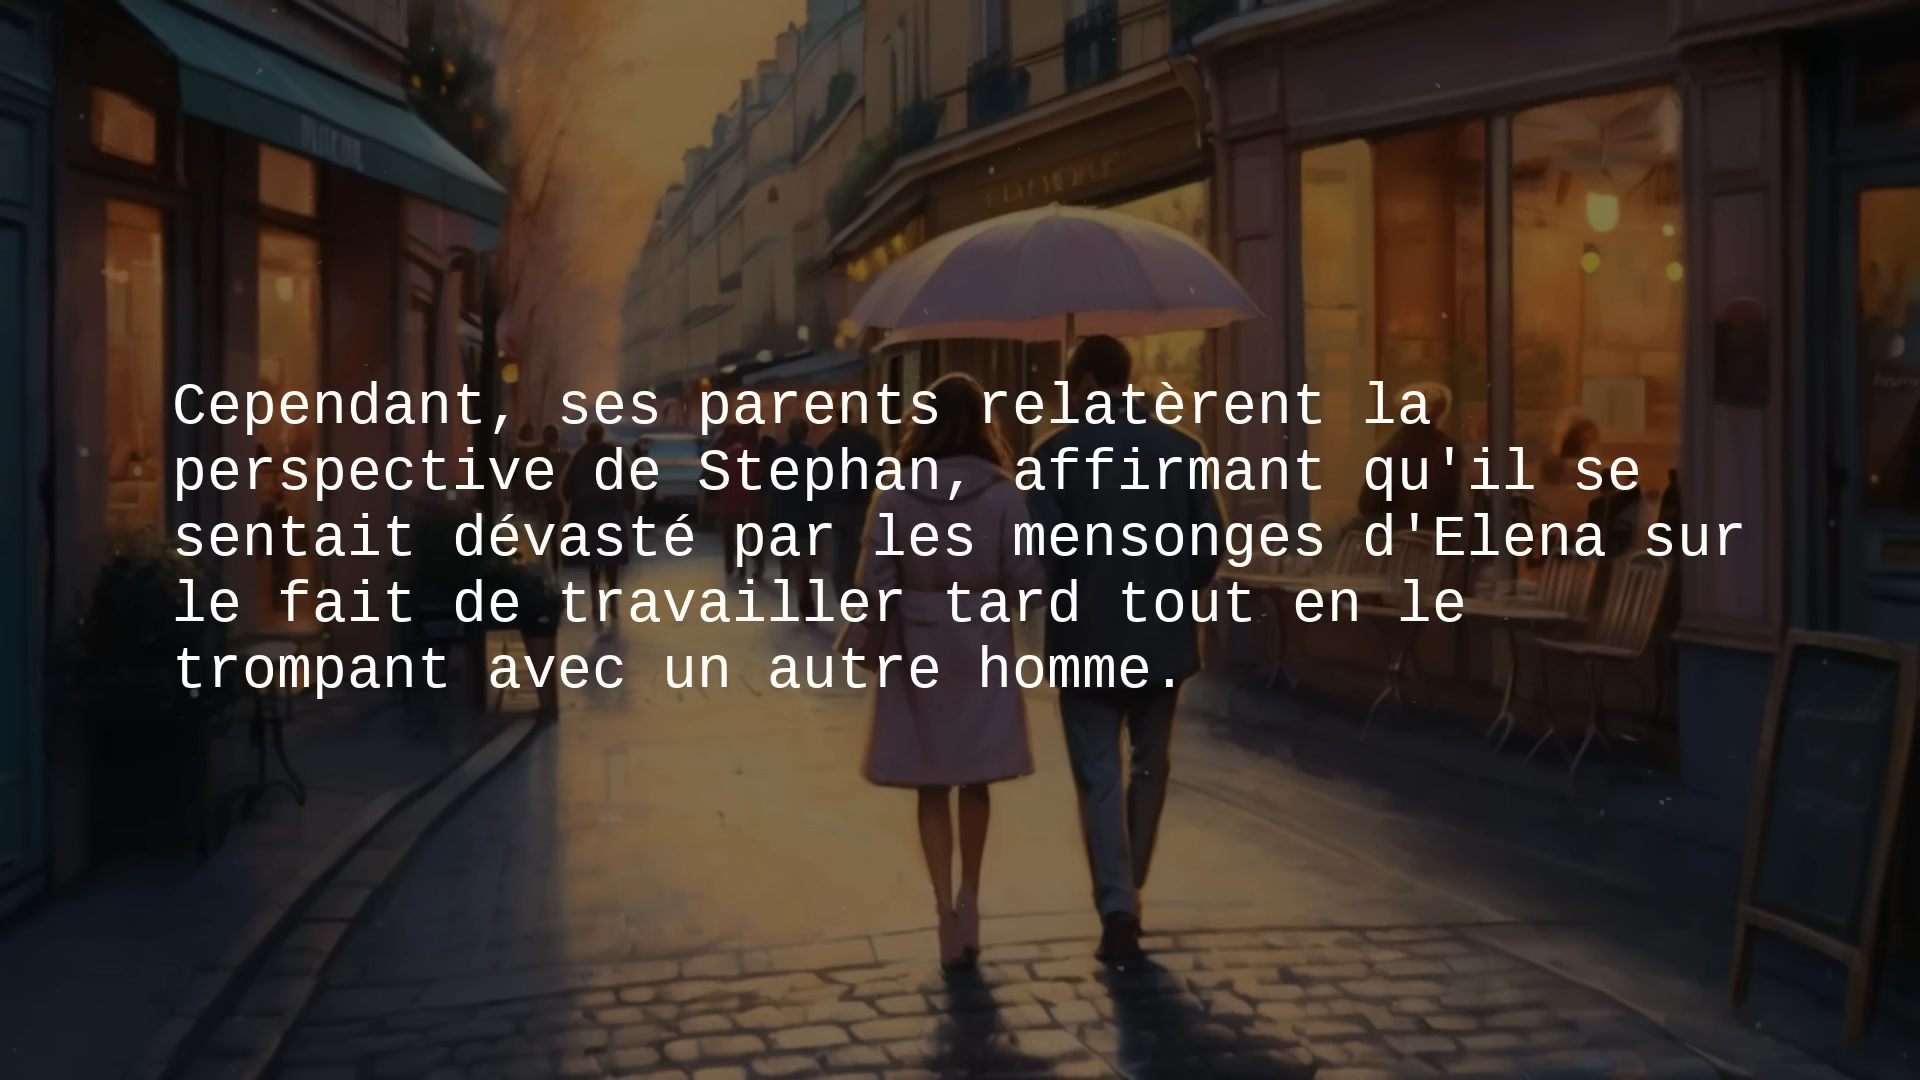 Cependant, ses parents relatèrent la
perspective de Stephan, affirmant qu'il se
sentait dévasté par les mensonges d'Elena sur
le fait de travailler tard tout en le
trompant avec un autre homme.